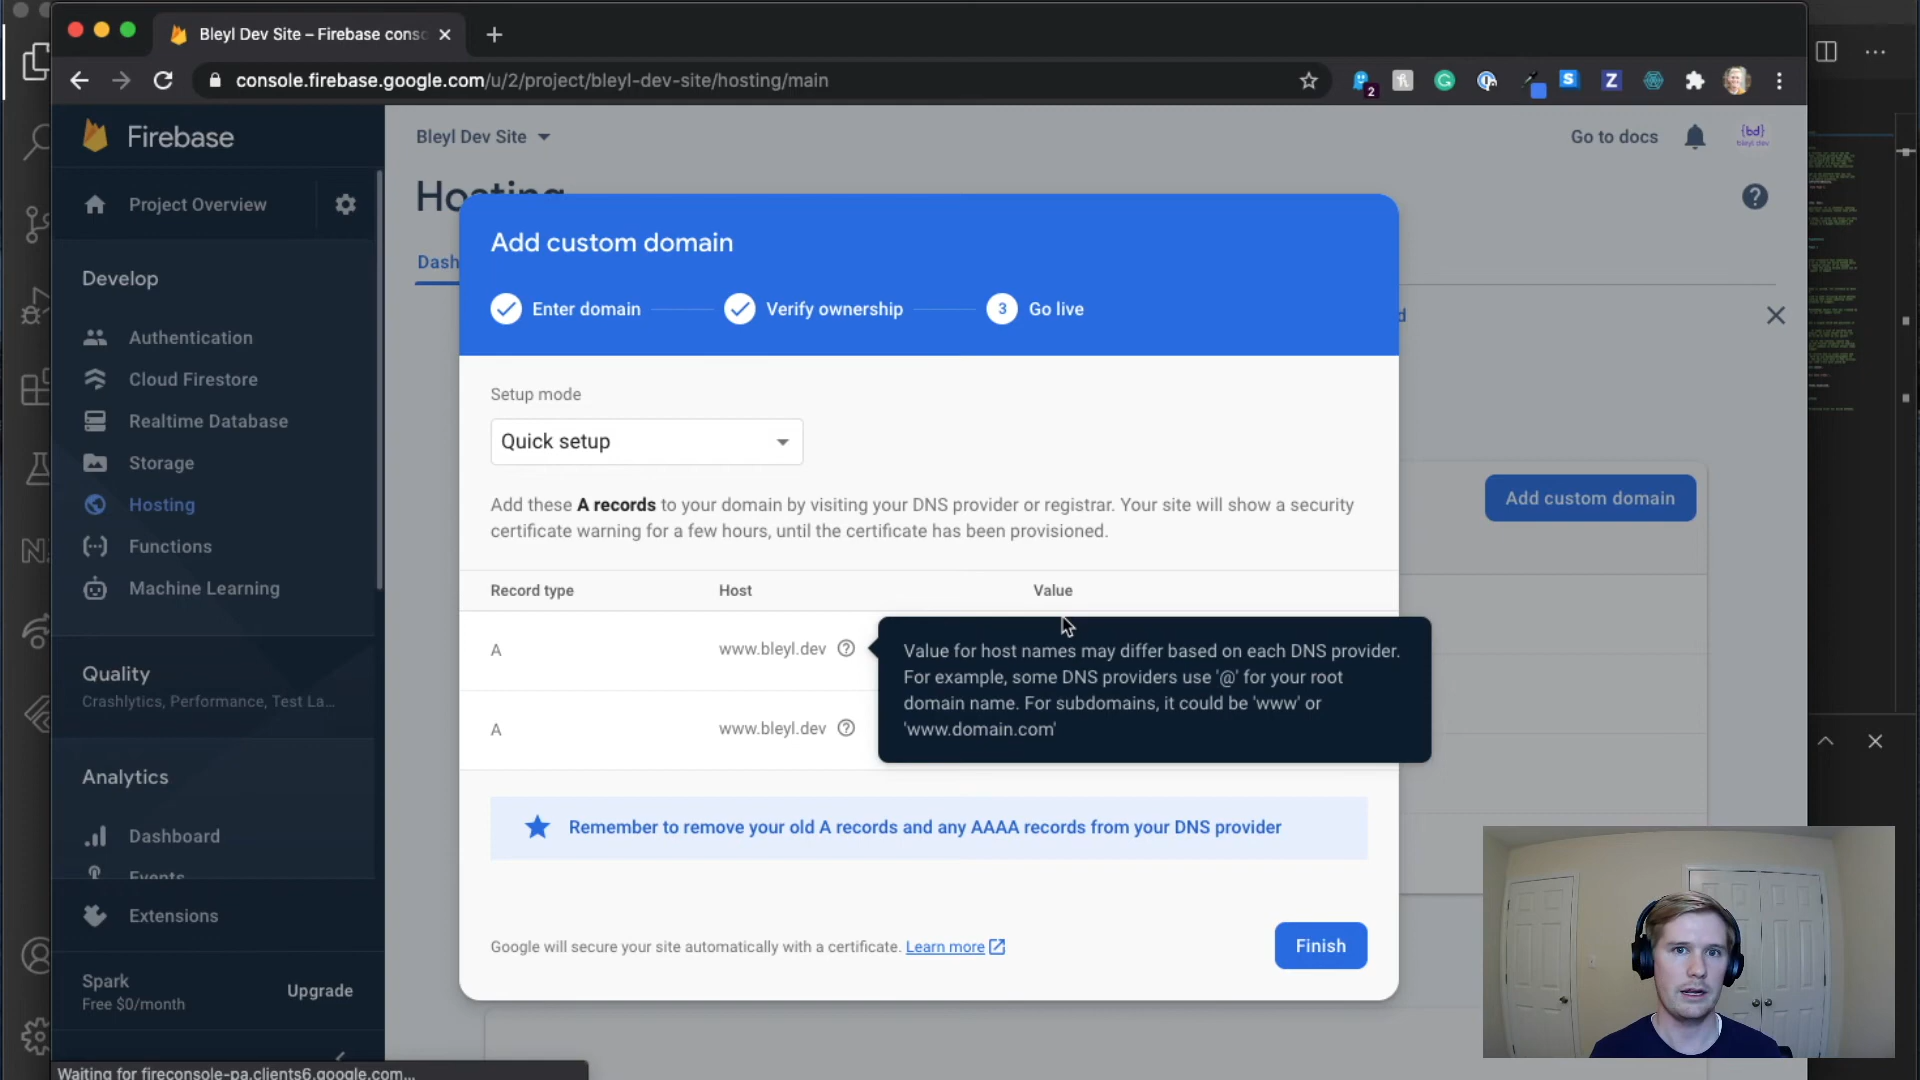 Bleyl Dev Site – Firebase conso
console.firebase.google.com/u/2/project/bleyl-dev-site/hosting/main
2
Firebase
Project Overview
Develop
Authentication
Cloud Firestore
Realtime Database
Storage
Hosting
Functions
Machine Learning
Quality
Crashlytics, Performance, Test La...
Analytics
Dashboard
Events
Extensions
Spark
Free $0/month
Upgrade
Bleyl Dev Site
Go to docs
{bd}
bleyl dev
Hosting
Dash
Add custom domain
Enter domain
Verify ownership
3
Go live
Setup mode
Quick setup
Add these A records to your domain by visiting your DNS provider or registrar. Your site will show a security
certificate warning for a few hours, until the certificate has been provisioned.
Record type
Host
Value
A
www.bleyl.dev
A
www.bleyl.dev
Value for host names may differ based on each DNS provider.
For example, some DNS providers use '@' for your root
domain name. For subdomains, it could be 'www' or
'www.domain.com'
Remember to remove your old A records and any AAAA records from your DNS provider
Google will secure your site automatically with a certificate. Learn more
Finish
Add custom domain
Waiting for fireconsole-pa.clients6.google.com...